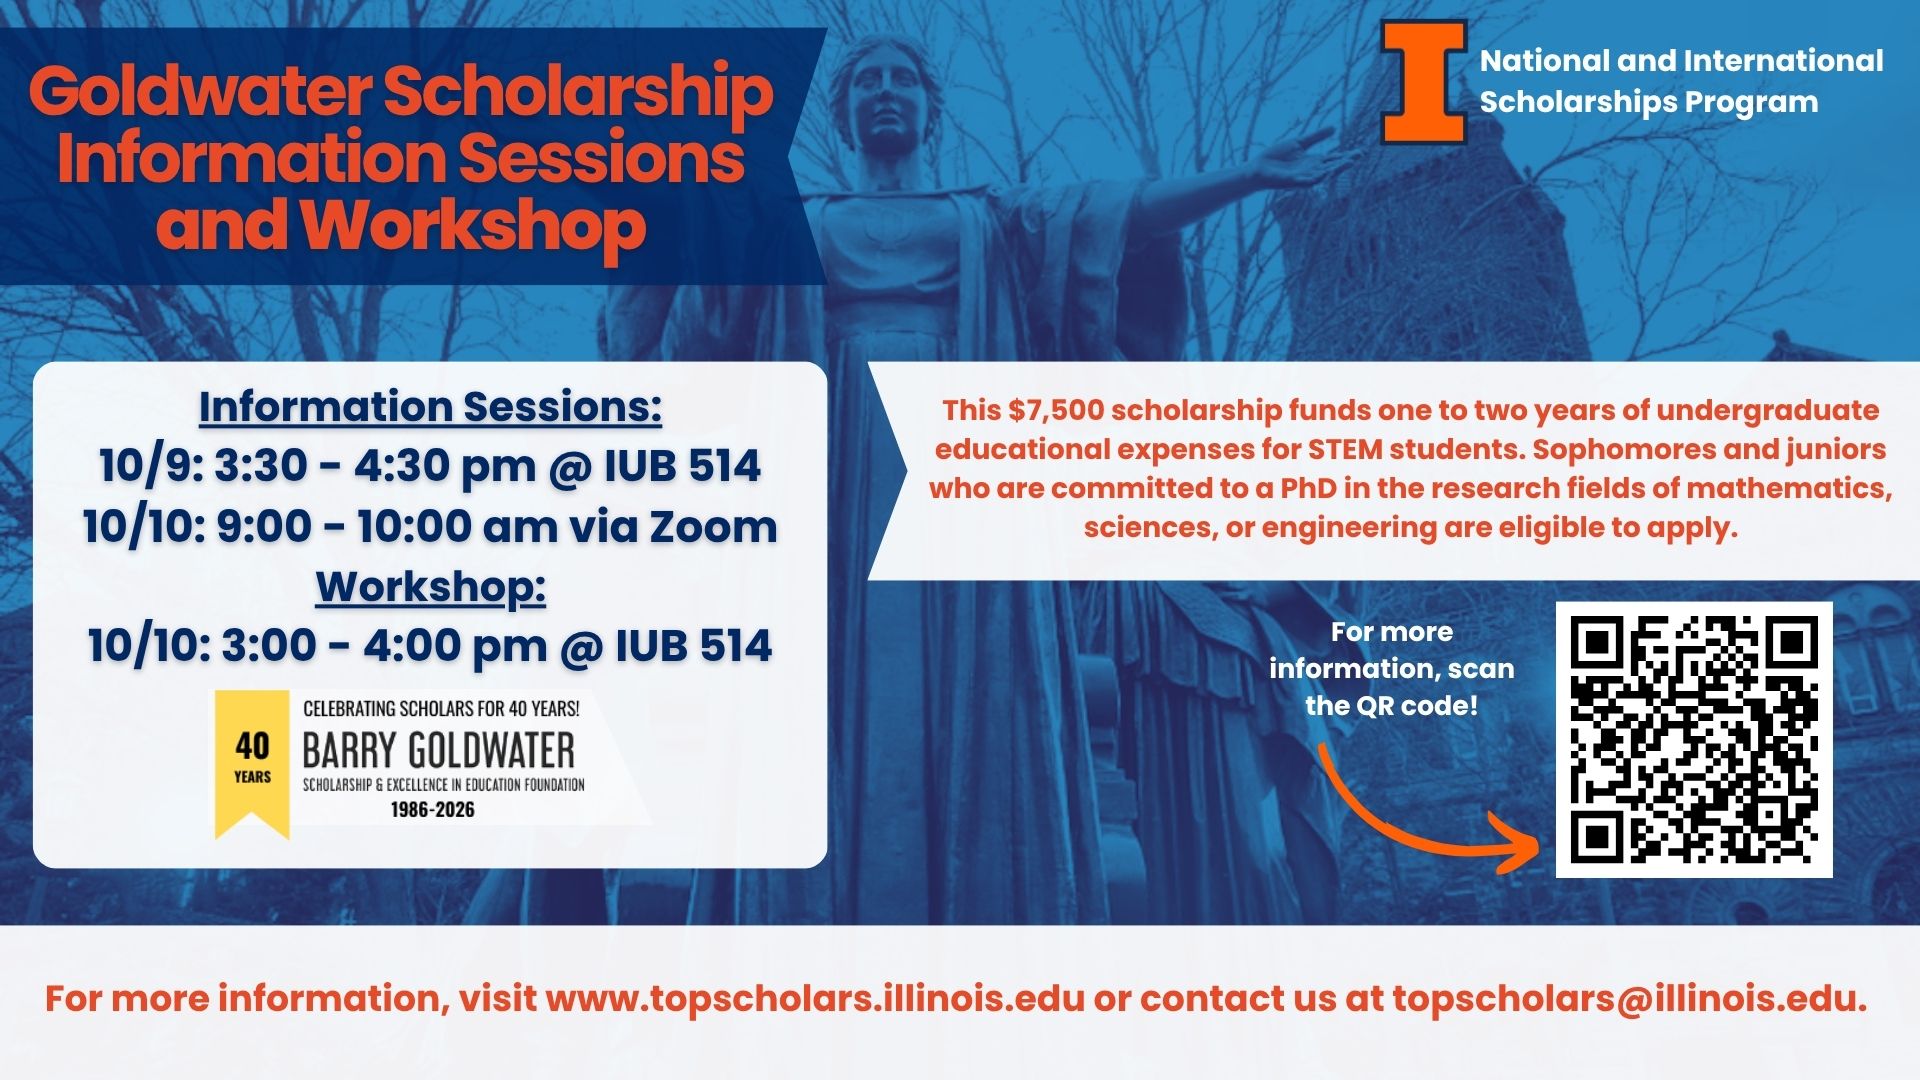 Goldwater Scholarship
Information Sessions
and Workshop
National and International
Scholarships Program
Information Sessions:
10/9: 3:30 - 4:30 pm @ IUB 514
10/10: 9:00 - 10:00 am via Zoom
Workshop:
10/10: 3:00 - 4:00 pm @ IUB 514
40
YEARS
CELEBRATING SCHOLARS FOR 40 YEARS!
BARRY GOLDWATER
SCHOLARSHIP & EXCELLENCE IN EDUCATION FOUNDATION
1986-2026
This $7,500 scholarship funds one to two years of undergraduate
educational expenses for STEM students. Sophomores and juniors
who are committed to a PhD in the research fields of mathematics,
sciences, or engineering are eligible to apply.
For more
information, scan
the QR code!
For more information, visit www.topscholars.illinois.edu or contact us at topscholars@illinois.edu.